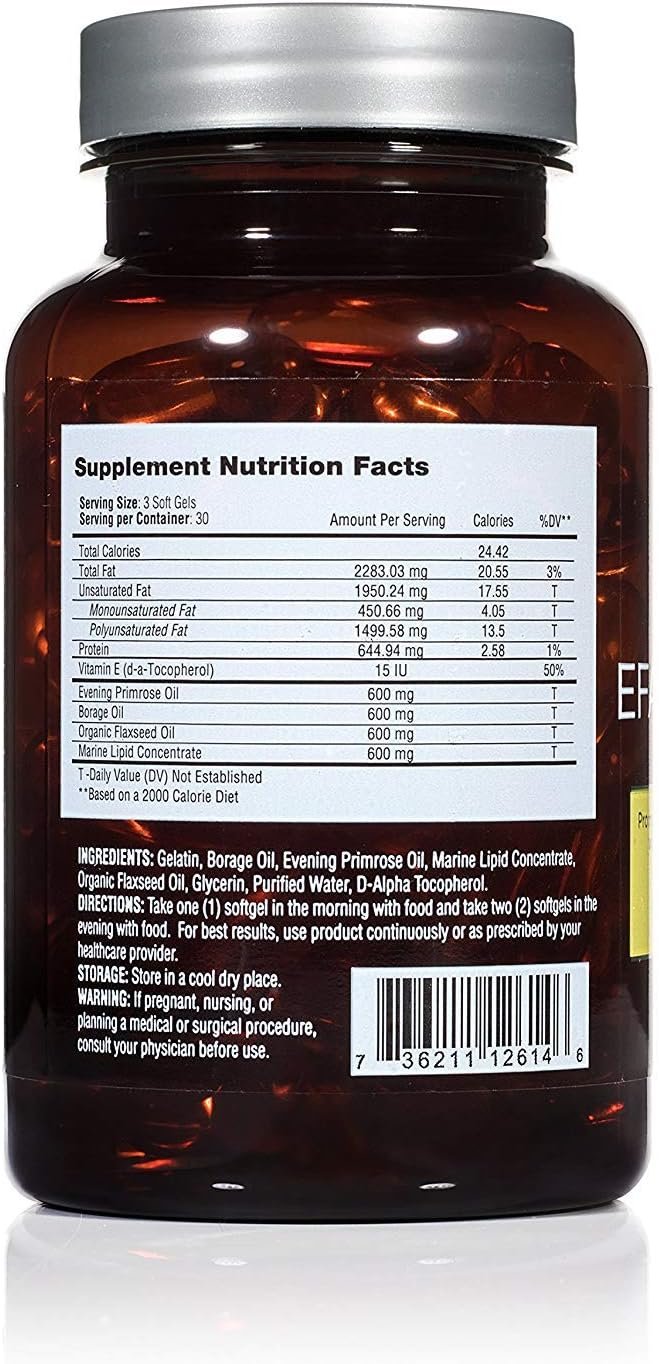 Supplement Nutrition Facts
Serving Size: 3 Soft Gels
Serving per Container: 30 Amount Per Serving Calories %DV**
Total Calories 24.42
Total Fat 2283.03 mg 20.55 3%
Unsaturated Fat 1950.24 mg 17.55 T
Monounsaturated Fat 450.66 mg 4.05 T
Polyunsaturated Fat 1499.58 mg 13.5 T
Protein 644.94 mg 2.58 1%
Vitamin E (d-a-Tocopherol) 15 IU 50%
Evening Primrose Oil 600 mg T
Borage Oil 600 mg T
Organic Flaxseed Oil 600 mg T
Marine Lipid Concentrate 600 mg T
T -Daily Value (DV) Not Established
**Based on a 2000 Calorie Diet
INGREDIENTS: Gelatin, Borage Oil, Evening Primrose Oil, Marine Lipid Concentrate,
Organic Flaxseed Oil, Glycerin, Purified Water, D-Alpha Tocopherol.
DIRECTIONS: Take one (1) softgel in the morning with food and take two (2) softgels in the
evening with food. For best results, use product continuously or as prescribed by your
healthcare provider.
STORAGE: Store in a cool dry place.
WARNING: If pregnant, nursing, or
planning a medical or surgical procedure,
consult your physician before use.
7 36211 12614 6